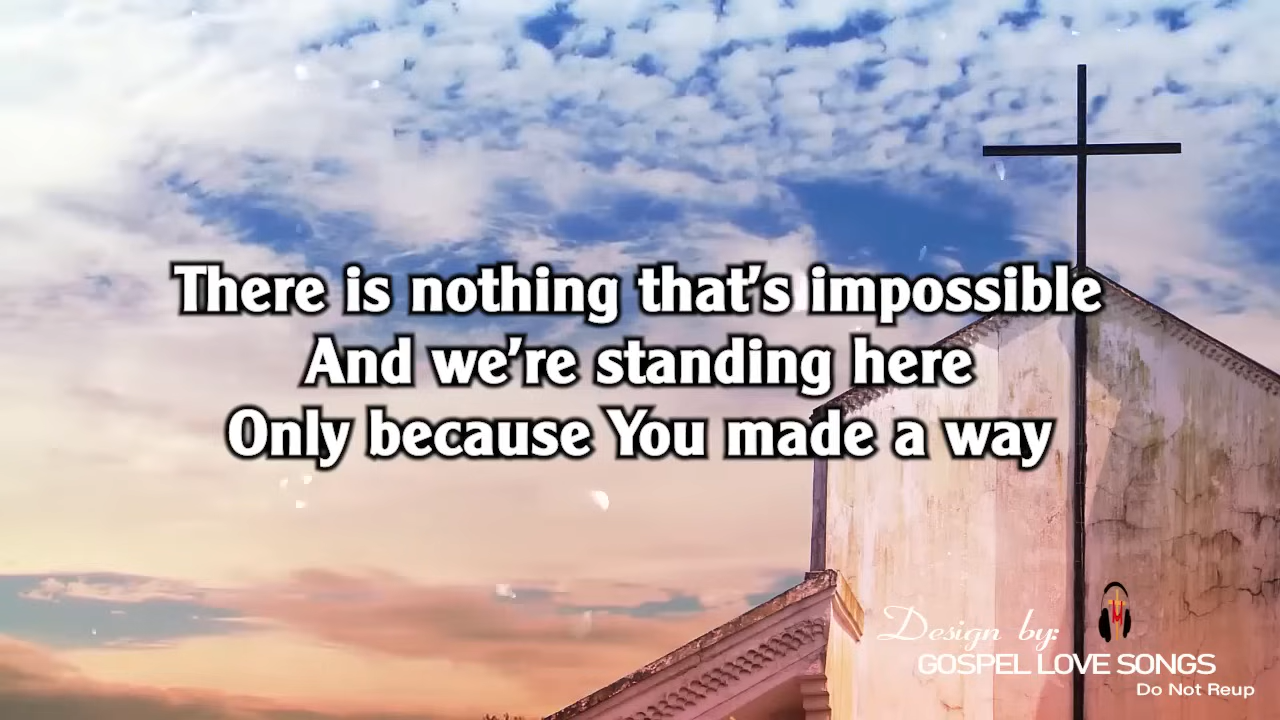 There is nothing that's impossible
And we're standing here
Only because You made a way
Design by:
GOSPEL LOVE SONGS
Do Not Reup